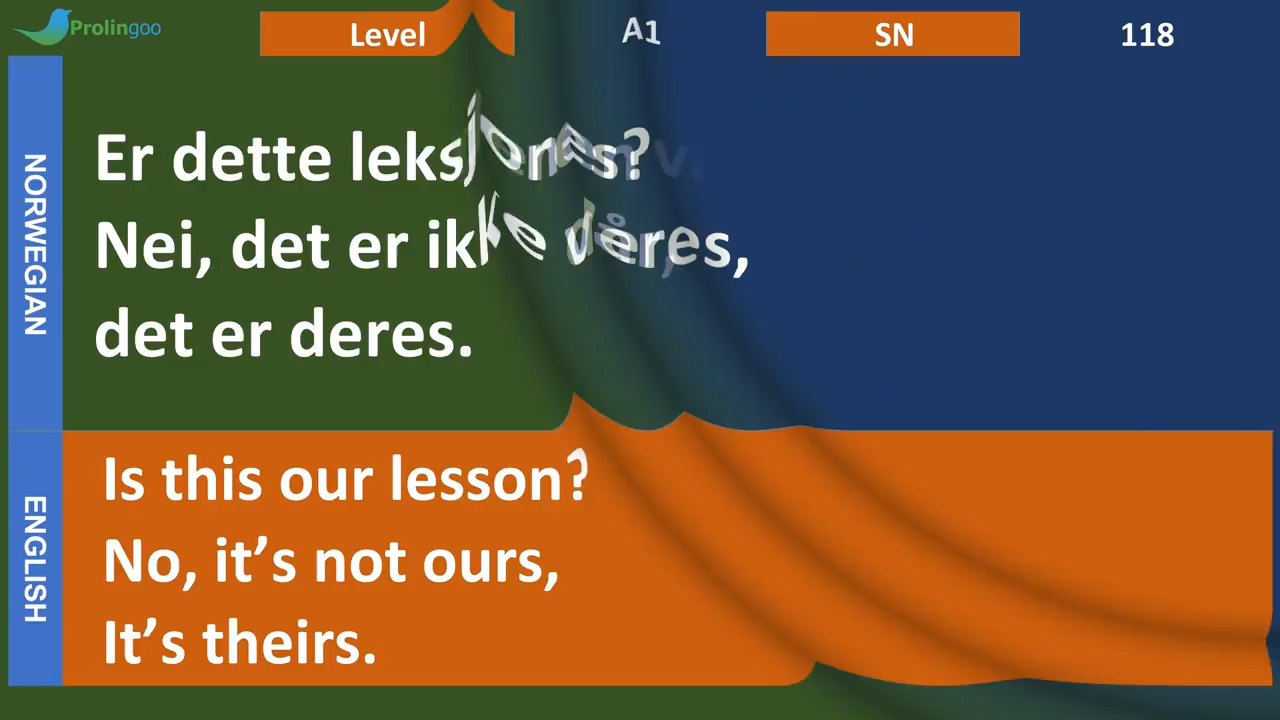 Prolingoo
Level
A1
SN
118
NORWEGIAN
Er dette
Nei, det er
det er deres.
ENGLISH
Is this our lesson?
No, it’s not ours,
It’s theirs.